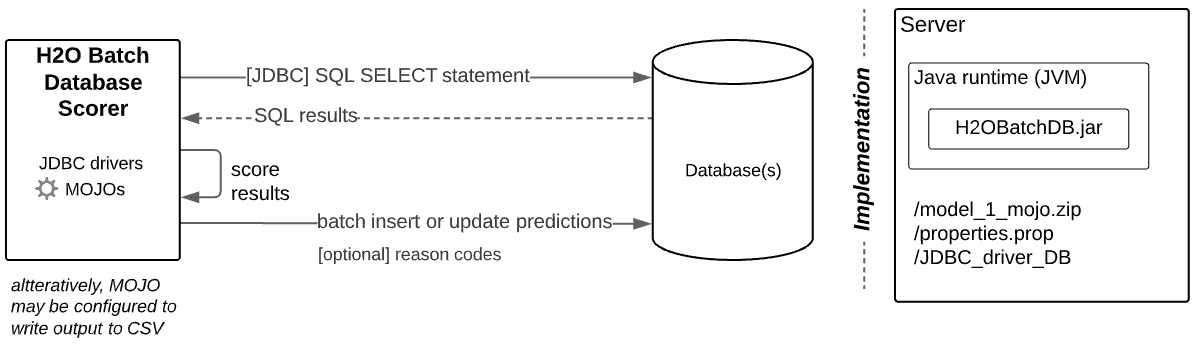 H2O Batch
Database
Scorer
JDBC drivers
MOJOs
altteratively, MOJO
may be configured to
write output to CSV
[JDBC] SQL SELECT statement
SQL results
score
results
batch insert or update predictions
[optional] reason codes
Database(s)
Implementation
Server
Java runtime (JVM)
H2OBatchDB.jar
/model_1_mojo.zip
/properties.prop
/JDBC_driver_DB